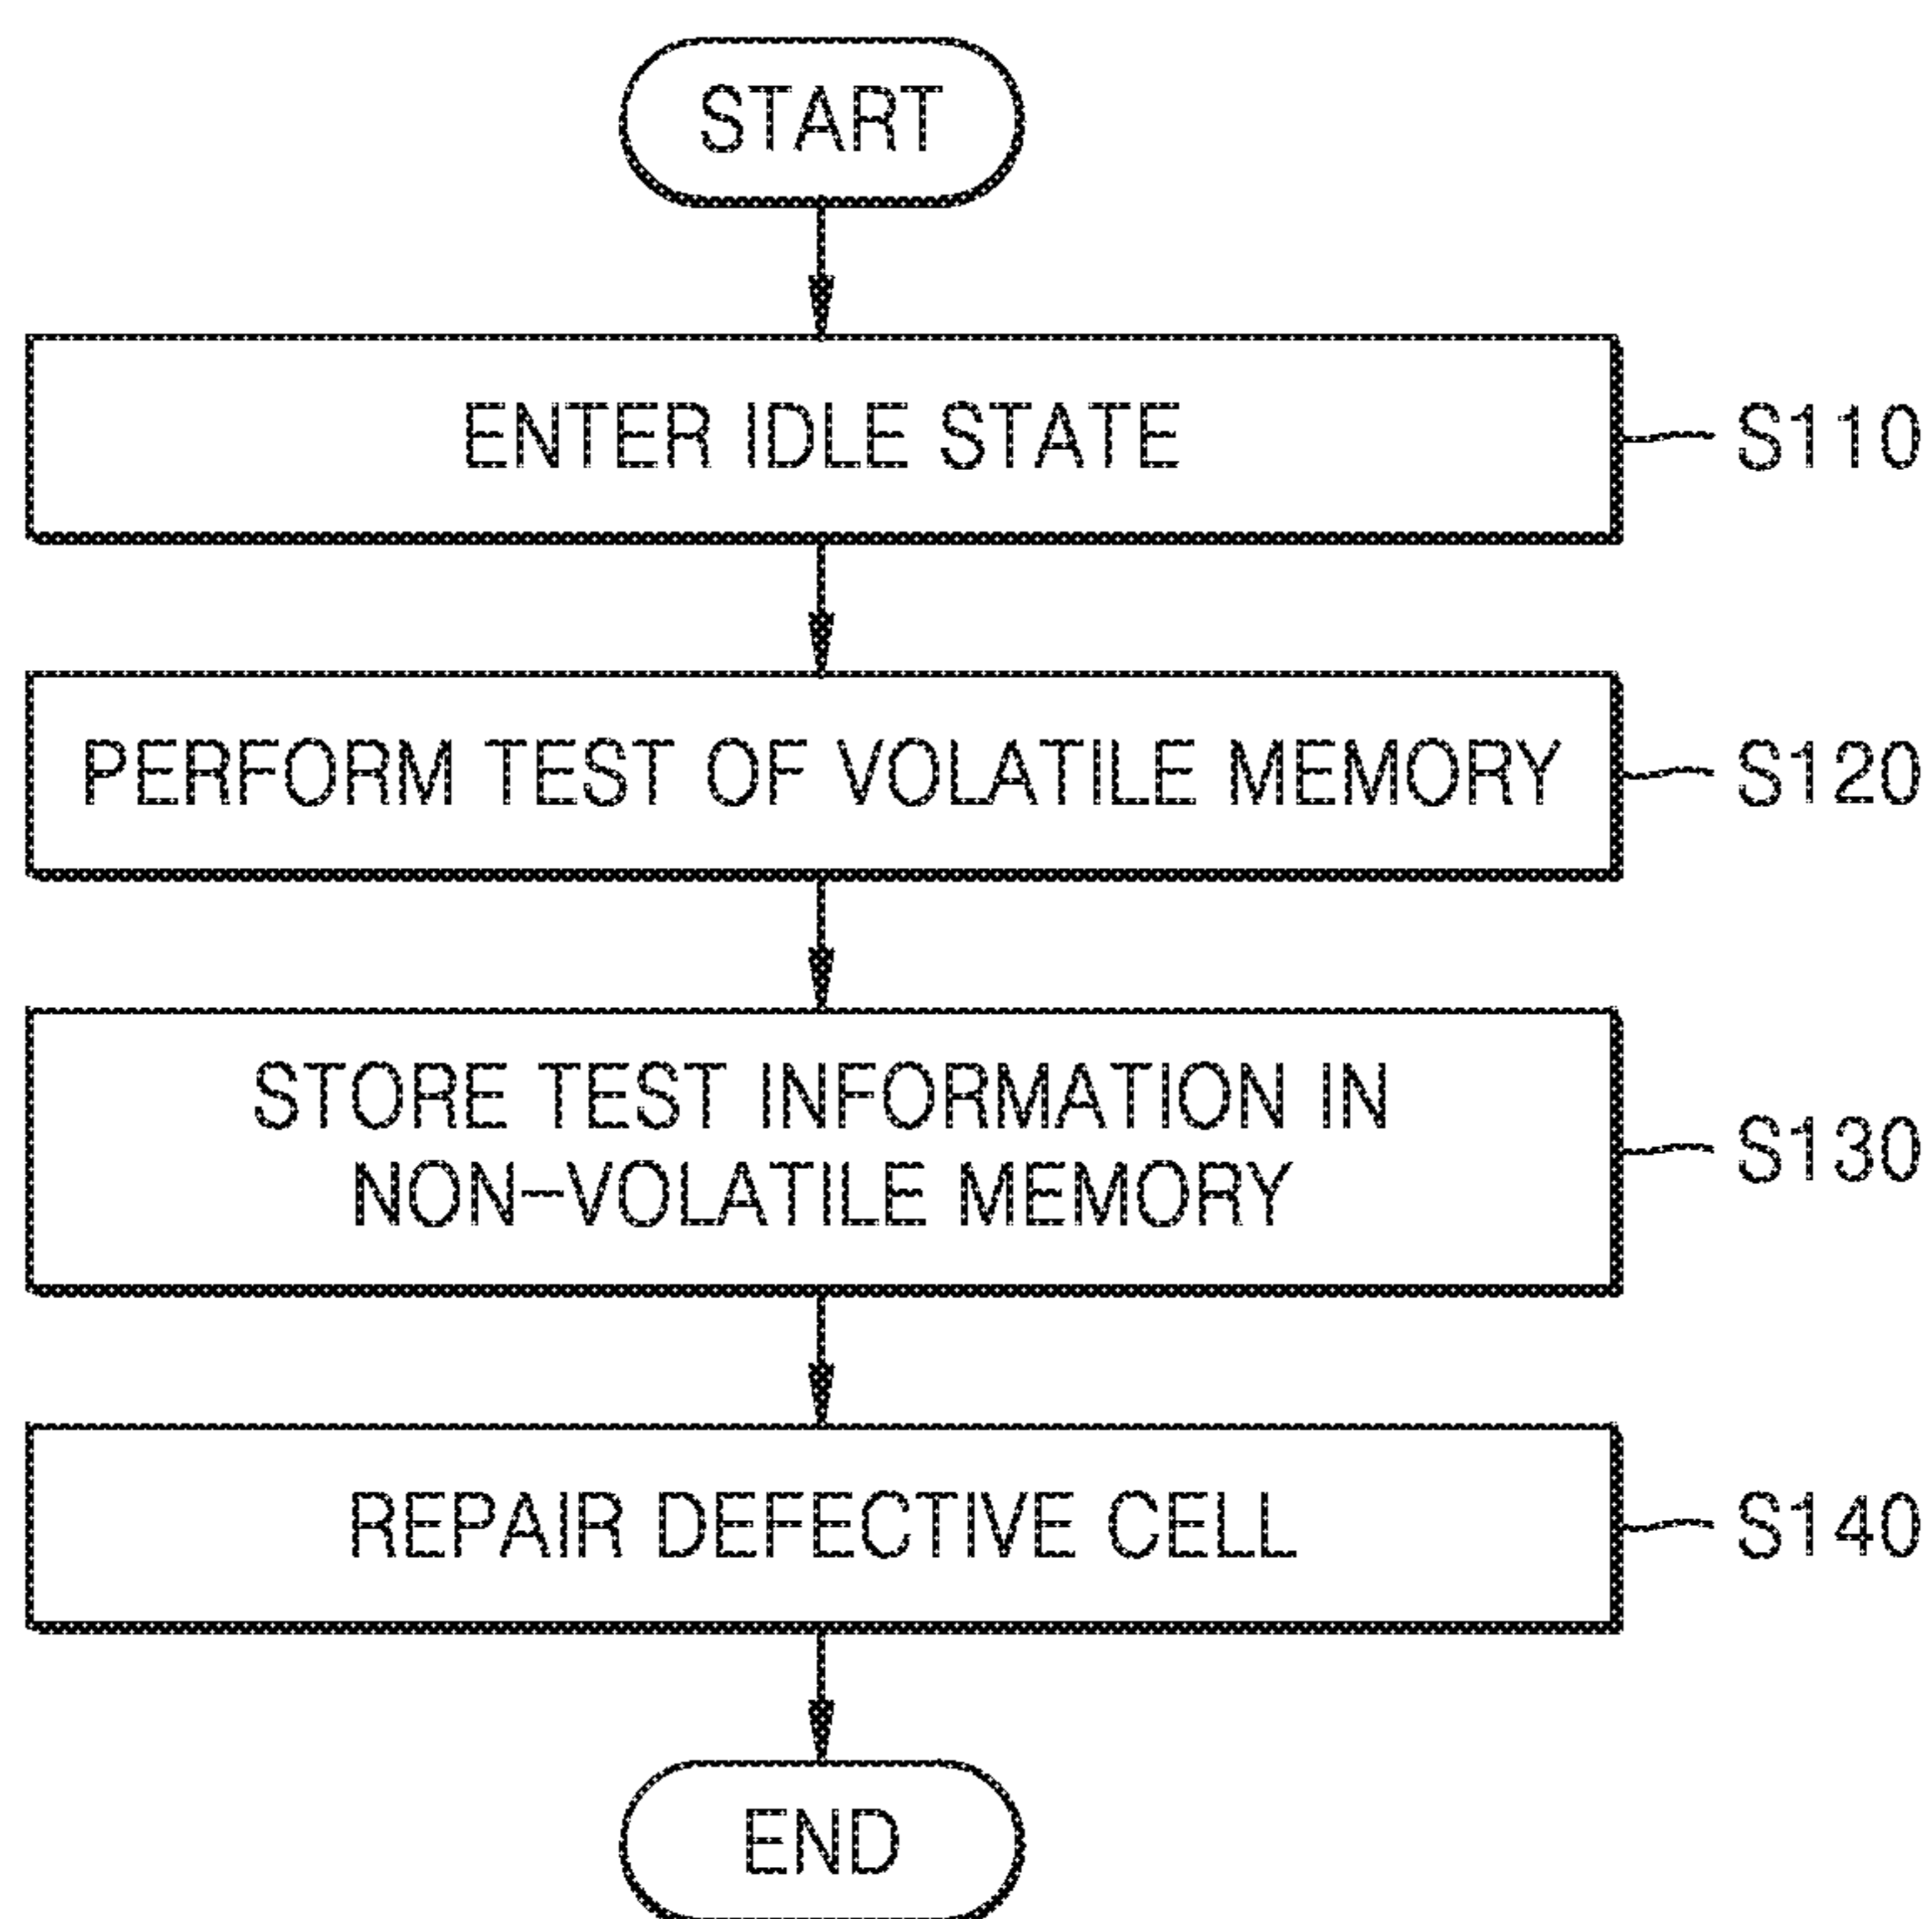 START
ENTER IDLE STATE
S110
PERFORM TEST OF VOLATILE MEMORY
S120
STORE TEST INFORMATION IN
NON-VOLATILE MEMORY
S130
REPAIR DEFECTIVE CELL
S140
END